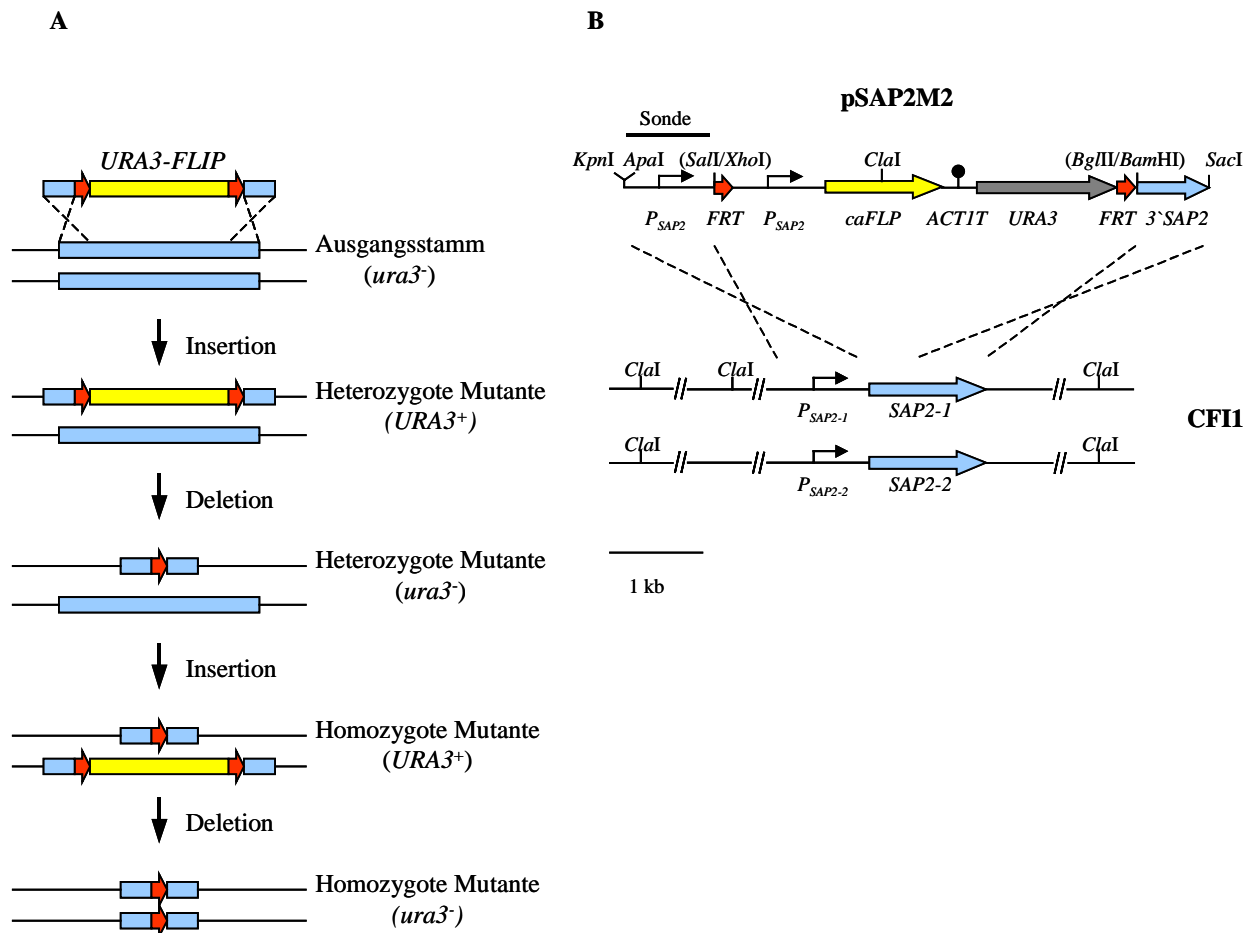 A
URA3-FLIP
Ausgangsstamm
(ura3-)
Insertion
Heterozygote Mutante
(URA3+)
Deletion
Heterozygote Mutante
(ura3-)
Insertion
Homozygote Mutante
(URA3+)
Deletion
Homozygote Mutante
(ura3-)
B
pSAP2M2
Sonde
KpnI ApaI (SalI/XhoI) ClaI (BglII/BamHI) SacI
PSAP2 FRT PSAP2 caFLP ACT1T URA3 FRT 3`SAP2
ClaI ClaI ClaI
PSAP2-1 SAP2-1
CFI1
ClaI ClaI
PSAP2-2 SAP2-2
1 kb